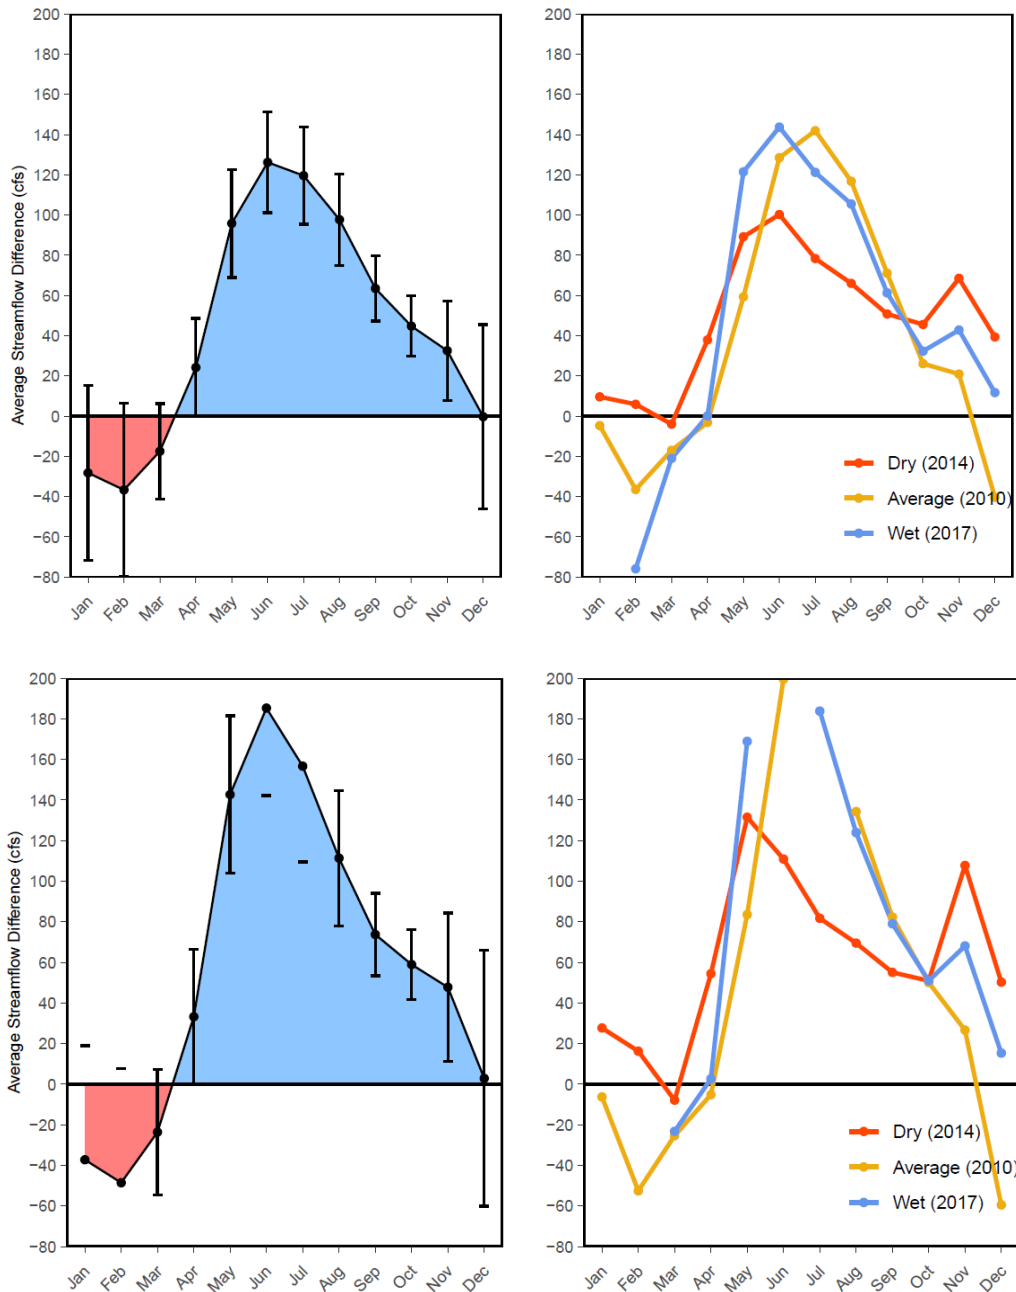 200
180
160
140
120
100
80
60
40
20
0
−20
−40
−60
−80
Average Streamflow Difference (cfs)
Jan
Feb
Mar
Apr
May
Jun
Jul
Aug
Sep
Oct
Nov
Dec
200
180
160
140
120
100
80
60
40
20
0
−20
−40
−60
−80
Dry (2014)
Average (2010)
Wet (2017)
Jan
Feb
Mar
Apr
May
Jun
Jul
Aug
Sep
Oct
Nov
Dec
200
180
160
140
120
100
80
60
40
20
0
−20
−40
−60
−80
Average Streamflow Difference (cfs)
Jan
Feb
Mar
Apr
May
Jun
Jul
Aug
Sep
Oct
Nov
Dec
200
180
160
140
120
100
80
60
40
20
0
−20
−40
−60
−80
Dry (2014)
Average (2010)
Wet (2017)
Jan
Feb
Mar
Apr
May
Jun
Jul
Aug
Sep
Oct
Nov
Dec